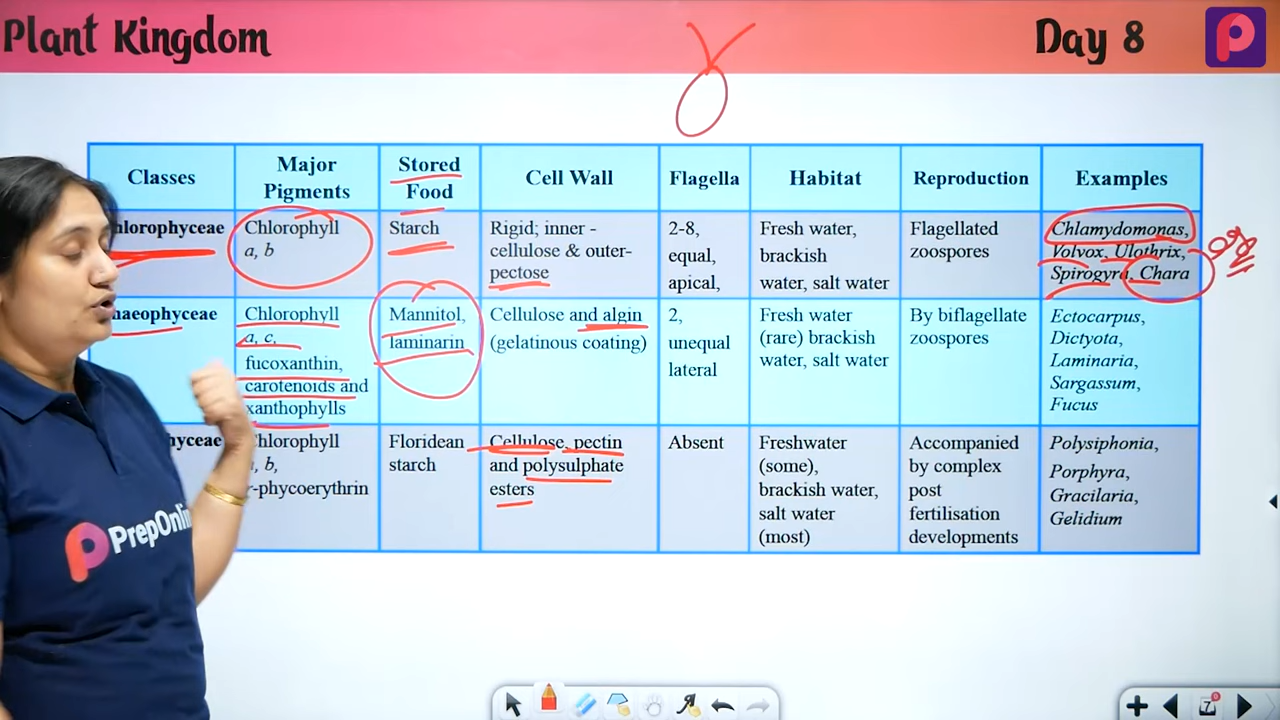 Plant Kingdom
Day 8
Classes
Major
Pigments
Stored
Food
Cell Wall
Flagella
Habitat
Reproduction
Examples
hlorophyceae
Chlorophyll
a, b
Starch
Rigid; inner -
cellulose & outer-
pectose
2-8,
equal,
apical,
Fresh water,
brackish
water, salt water
Flagellated
zoospores
Chlamydomonas,
Volvox, Ulothrix,
Spirogyra, Chara
haeophyceae
Chlorophyll
a, c,
fucoxanthin,
carotenoids and
xanthophylls
Mannitol,
laminarin
Cellulose and algin
(gelatinous coating)
2,
unequal
lateral
Fresh water
(rare) brackish
water, salt water
By biflagellate
zoospores
Ectocarpus,
Dictyota,
Laminaria,
Sargassum,
Fucus
hyceae
Chlorophyll
, b,
r-phycoerythrin
Floridean
starch
Cellulose, pectin
and polysulphate
esters
Absent
Freshwater
(some),
brackish water,
salt water
(most)
Accompanied
by complex
post
fertilisation
developments
Polysiphonia,
Porphyra,
Gracilaria,
Gelidium
PrepOnlin
7